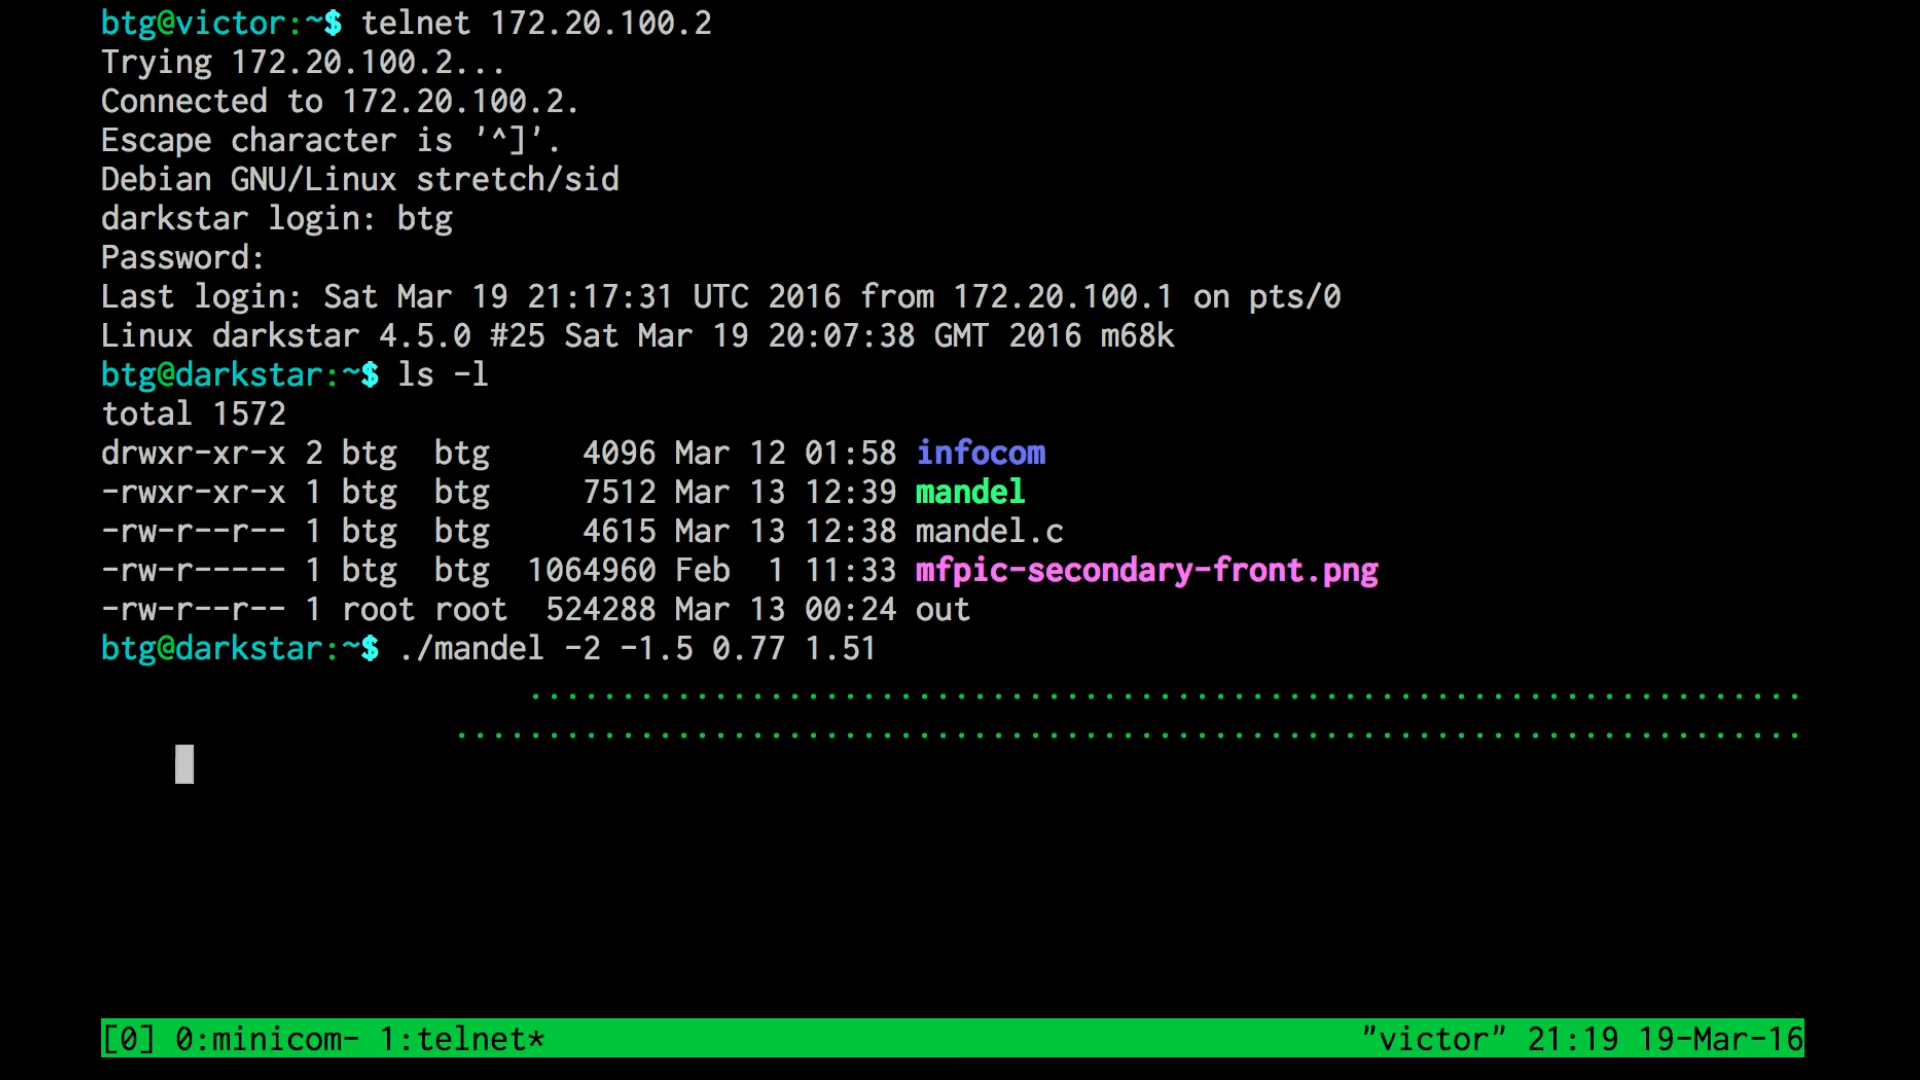 btg@victor:~$ telnet 172.20.100.2
Trying 172.20.100.2...
Connected to 172.20.100.2.
Escape character is '^]'.
Debian GNU/Linux stretch/sid
darkstar login: btg
Password:
Last login: Sat Mar 19 21:17:31 UTC 2016 from 172.20.100.1 on pts/0
Linux darkstar 4.5.0 #25 Sat Mar 19 20:07:38 GMT 2016 m68k
btg@darkstar:~$ ls -l
total 1572
drwxr-xr-x 2 btg  btg     4096 Mar 12 01:58 infocom
-rwxr-xr-x 1 btg  btg     7512 Mar 13 12:39 mandel
-rw-r--r-- 1 btg  btg     4615 Mar 13 12:38 mandel.c
-rw-r----- 1 btg  btg  1064960 Feb  1 11:33 mfpic-secondary-front.png
-rw-r--r-- 1 root root  524288 Mar 13 00:24 out
btg@darkstar:~$ ./mandel -2 -1.5 0.77 1.51
.....................................................................
.........................................................................
[0] 0:minicom- 1:telnet* "victor" 21:19 19-Mar-16